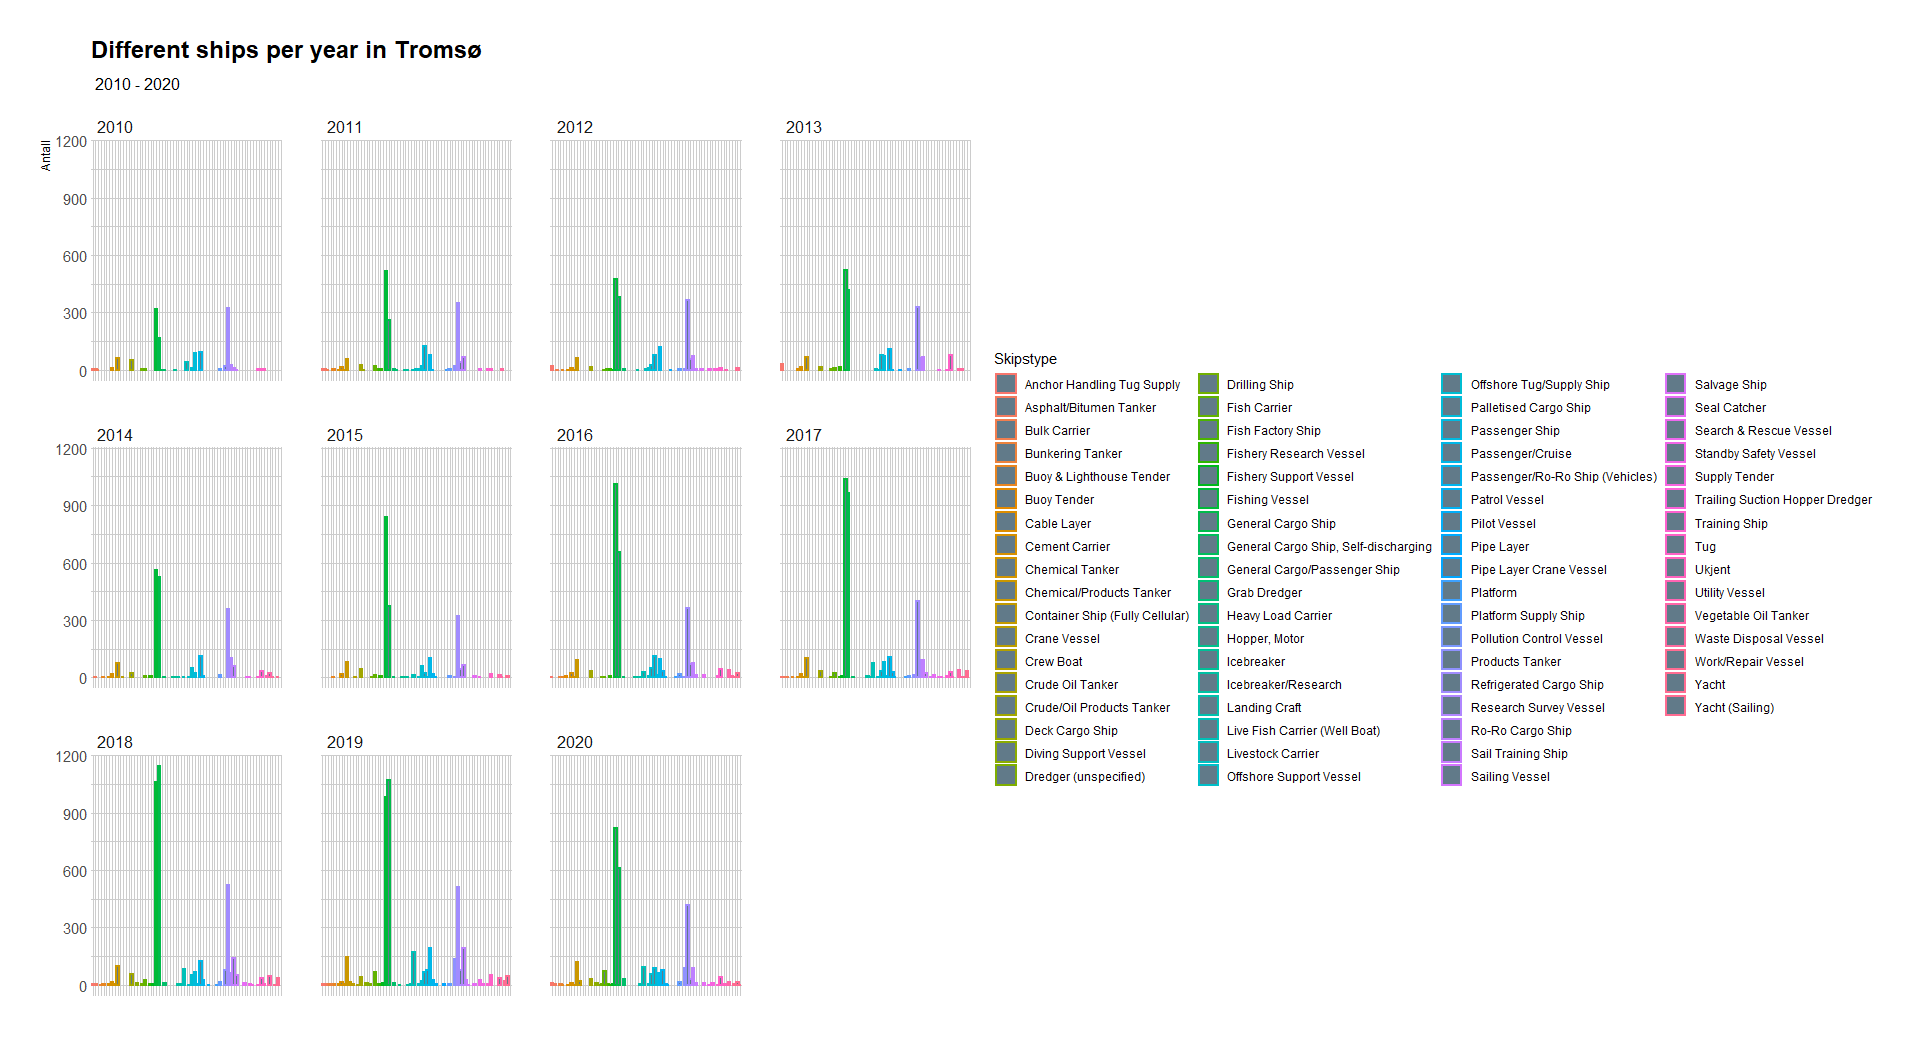 Different ships per year in Tromsø
2010 - 2020
2010
2011
2012
2013
Antall
1200
900
600
300
0
2014
2015
2016
2017
1200
900
600
300
0
2018
2019
2020
1200
900
600
300
0
Skipstype
Anchor Handling Tug Supply
Asphalt/Bitumen Tanker
Bulk Carrier
Bunkering Tanker
Buoy & Lighthouse Tender
Buoy Tender
Cable Layer
Cement Carrier
Chemical Tanker
Chemical/Products Tanker
Container Ship (Fully Cellular)
Crane Vessel
Crew Boat
Crude Oil Tanker
Crude/Oil Products Tanker
Deck Cargo Ship
Diving Support Vessel
Dredger (unspecified)
Drilling Ship
Fish Carrier
Fish Factory Ship
Fishery Research Vessel
Fishery Support Vessel
Fishing Vessel
General Cargo Ship
General Cargo Ship, Self-discharging
General Cargo/Passenger Ship
Grab Dredger
Heavy Load Carrier
Hopper, Motor
Icebreaker
Icebreaker/Research
Landing Craft
Live Fish Carrier (Well Boat)
Livestock Carrier
Offshore Support Vessel
Offshore Tug/Supply Ship
Palletised Cargo Ship
Passenger Ship
Passenger/Cruise
Passenger/Ro-Ro Ship (Vehicles)
Patrol Vessel
Pilot Vessel
Pipe Layer
Pipe Layer Crane Vessel
Platform
Platform Supply Ship
Pollution Control Vessel
Products Tanker
Refrigerated Cargo Ship
Research Survey Vessel
Ro-Ro Cargo Ship
Sail Training Ship
Sailing Vessel
Salvage Ship
Seal Catcher
Search & Rescue Vessel
Standby Safety Vessel
Supply Tender
Trailing Suction Hopper Dredger
Training Ship
Tug
Ukjent
Utility Vessel
Vegetable Oil Tanker
Waste Disposal Vessel
Work/Repair Vessel
Yacht
Yacht (Sailing)